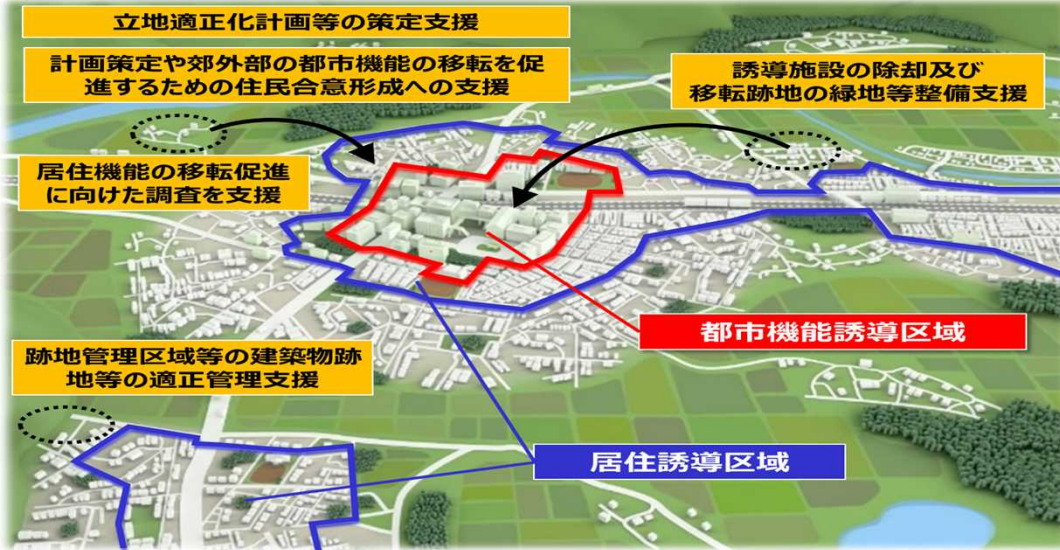 立地適正化計画等の策定支援
計画策定や郊外部の都市機能の移転を促
進するための住民合意形成への支援
誘導施設の除却及び
移転跡地の緑地等整備支援
居住機能の移転促進
に向けた調査を支援
都市機能誘導区域
跡地管理区域等の建築物跡
地等の適正管理支援
居住誘導区域